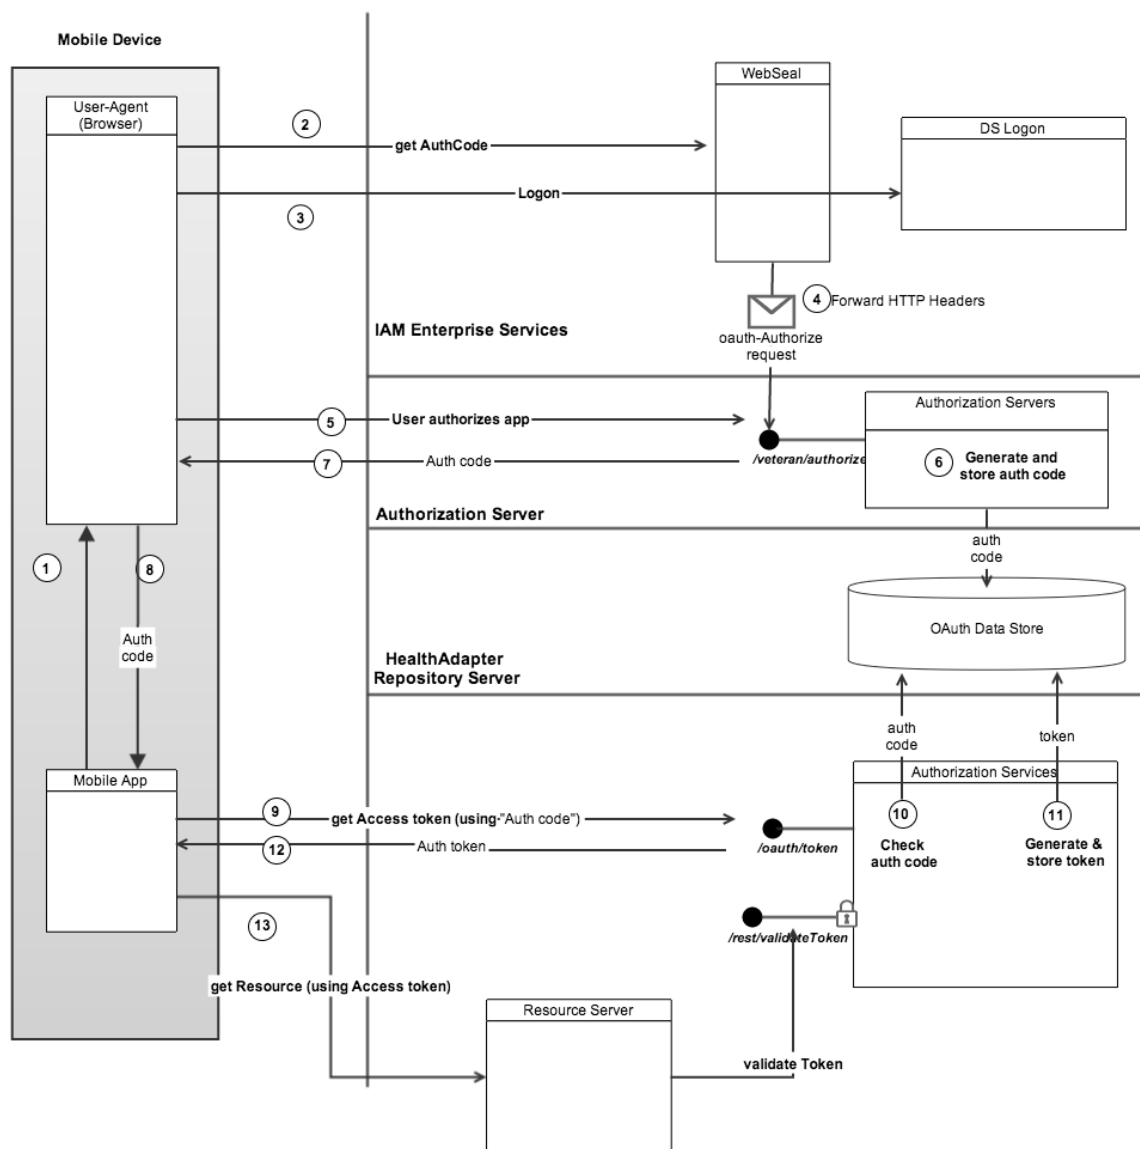 Mobile Device
User-Agent
(Browser)
WebSeal
DS Logon
2
get AuthCode
Logon
3
4
Forward HTTP Headers
oauth-Authorize
request
IAM Enterprise Services
5
User authorizes app
7
Auth code
/veteran/authorize
Authorization Servers
6
Generate and
store auth code
Authorization Server
auth
code
OAuth Data Store
1
8
Auth
code
HealthAdapter
Repository Server
auth
code
token
Mobile App
Authorization Services
9
get Access token (using-"Auth code")
12
Auth token
/oauth/token
10
Check
auth code
11
Generate &
store token
13
/rest/validateToken
get Resource (using Access token)
Resource Server
validate Token